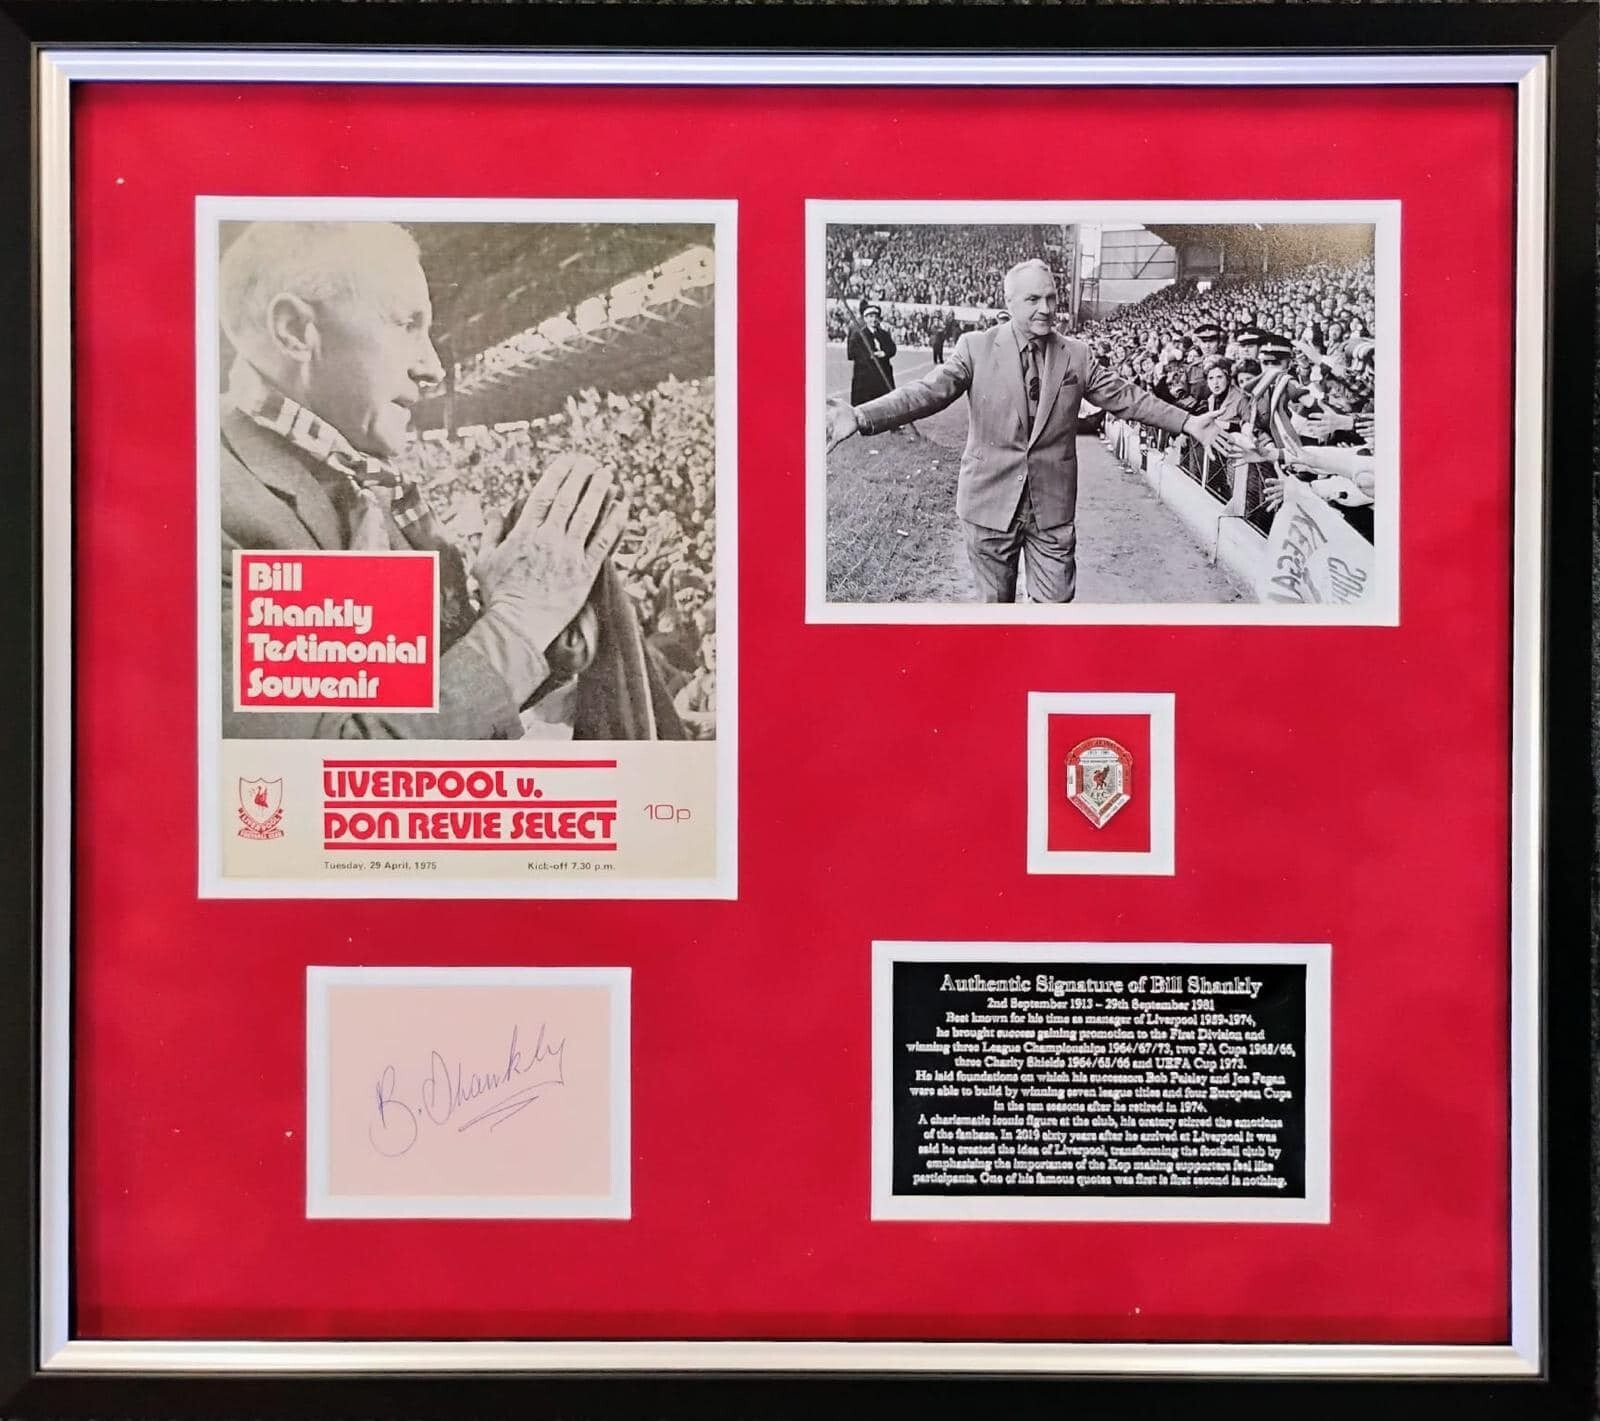 Bill
Shankly
Testimonial
Souvenir
LIVERPOOL v.
DON REVIE SELECT
10p
Tuesday, 29 April, 1975
Kick-off 7.30 p.m.
LIVERPOOL
FOOTBALL CLUB
B. Shankly
L.F.C.
Authentic Signature of Bill Shankly
2nd September 1913 – 29th September 1981
Best known for his time as manager of Liverpool 1959-1974,
he brought success gaining promotion to the First Division and
winning three League Championships 1964/67/73, two FA Cups 1965/66,
three Charity Shields 1964/65/66 and UEFA Cup 1973.
He laid foundations on which his successors Bob Paisley and Joe Fagan
were able to build by winning seven league titles and four European Cups
in the ten seasons after he retired in 1974.
A charismatic iconic figure at the club, his oratory stirred the emotions
of the fanbase. In 2019 sixty years after he arrived at Liverpool it was
said he created the idea of Liverpool, transforming the football club by
emphasising the importance of the Kop making supporters feel like
participants. One of his famous quotes was first is first second is nothing.